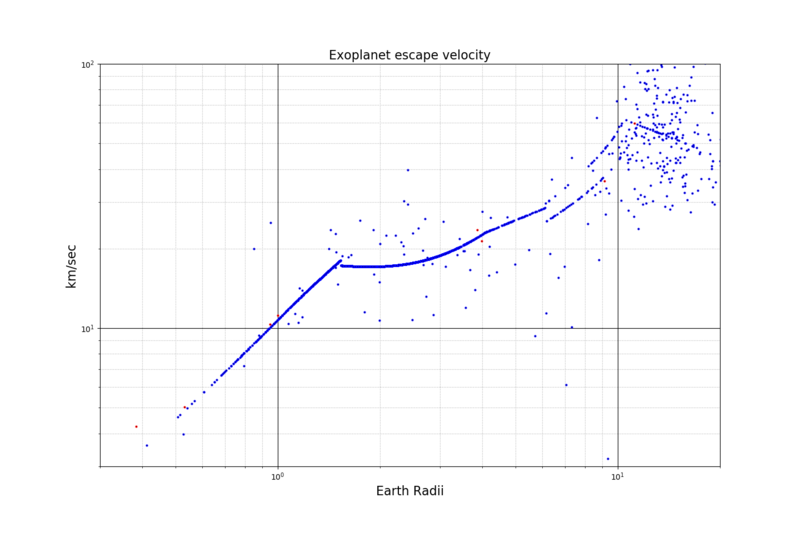 Exoplanet escape velocity
10²
km/sec
10¹
10⁰
10¹
Earth Radii